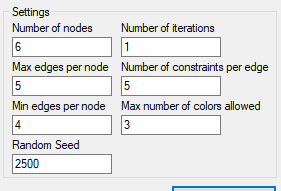 Settings
Number of nodes Number of iterations
6 1
Max edges per node Number of constraints per edge
5 5
Min edges per node Max number of colors allowed
4 3
Random Seed
2500